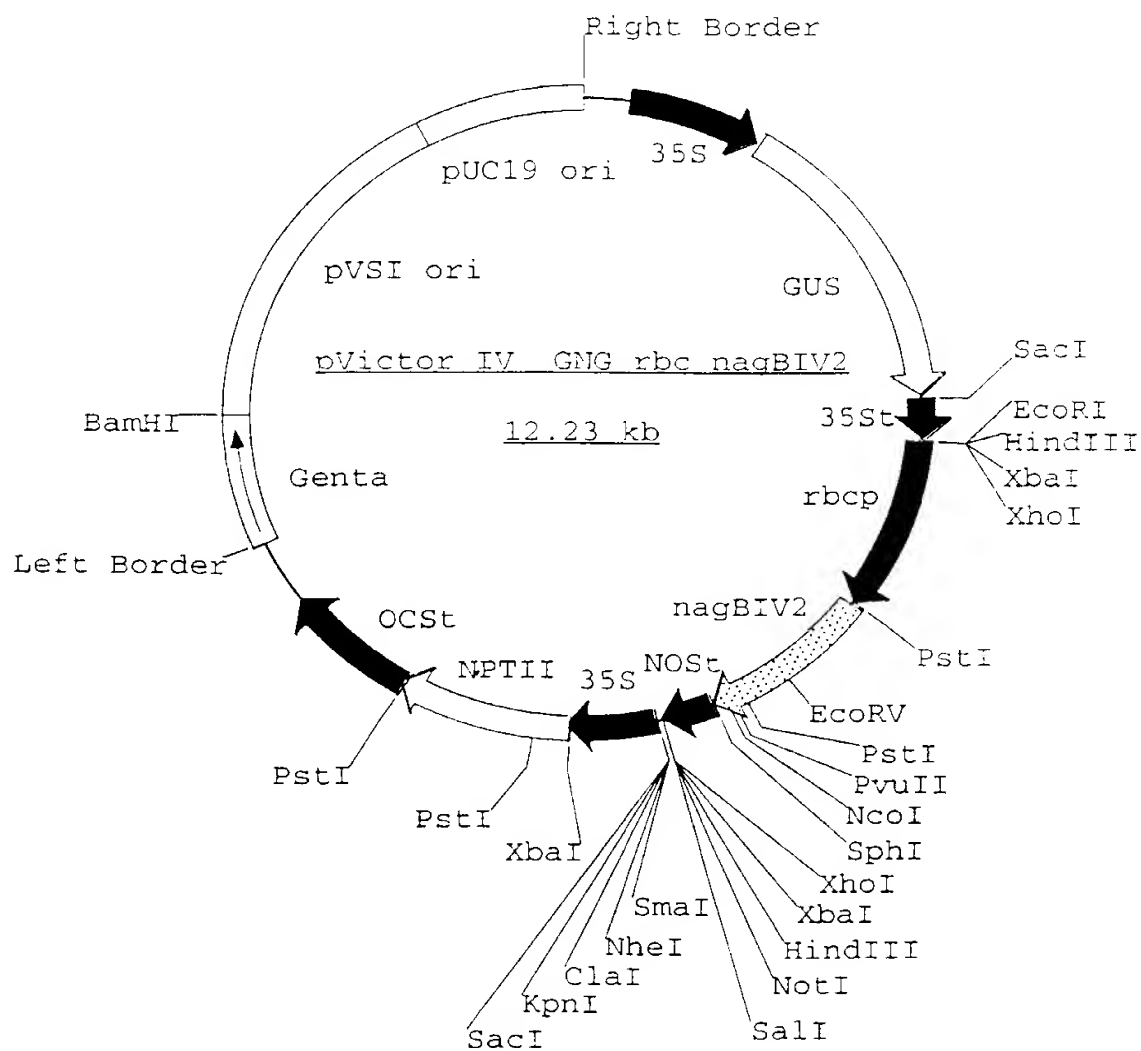 Right Border
35S
pUC19 ori
GUS
pVSI ori
SacI
pVictor IV GNG rbc nagBIV2
35St
EcoRI
BamHI
12.23 kb
HindIII
Genta
XbaI
rbcp
XhoI
Left Border
nagBIV2
OCSt
PstI
NPTII
35S
NOSt
EcoRV
PstI
PstI
PvuII
PstI
NcoI
XbaI
SphI
XhoI
SmaI
XbaI
NheI
HindIII
ClaI
NotI
KpnI
SacI
SalI